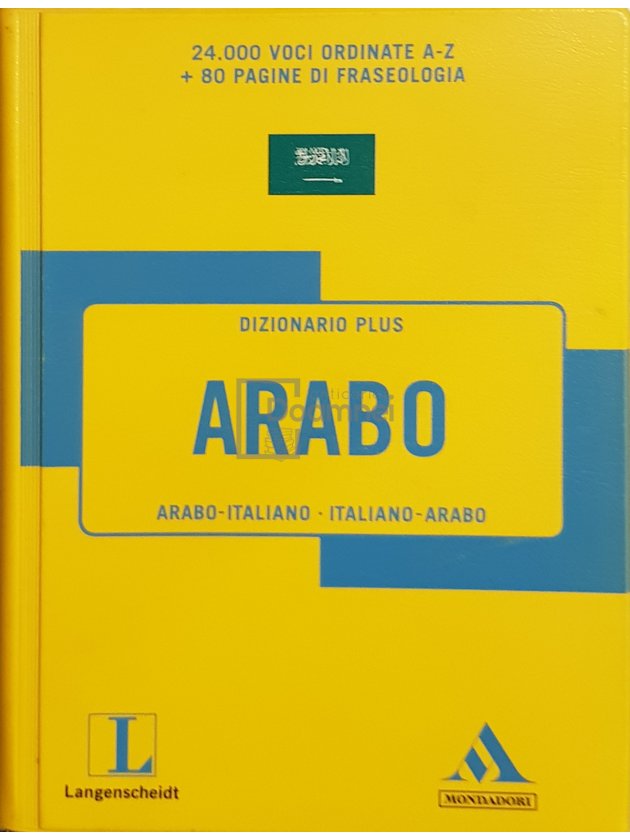 24.000 VOCI ORDINATE A-Z
+ 80 PAGINE DI FRASEOLOGIA
DIZIONARIO PLUS
ARABO
ARABO-ITALIANO · ITALIANO-ARABO
L
Langenscheidt
MONDADORI